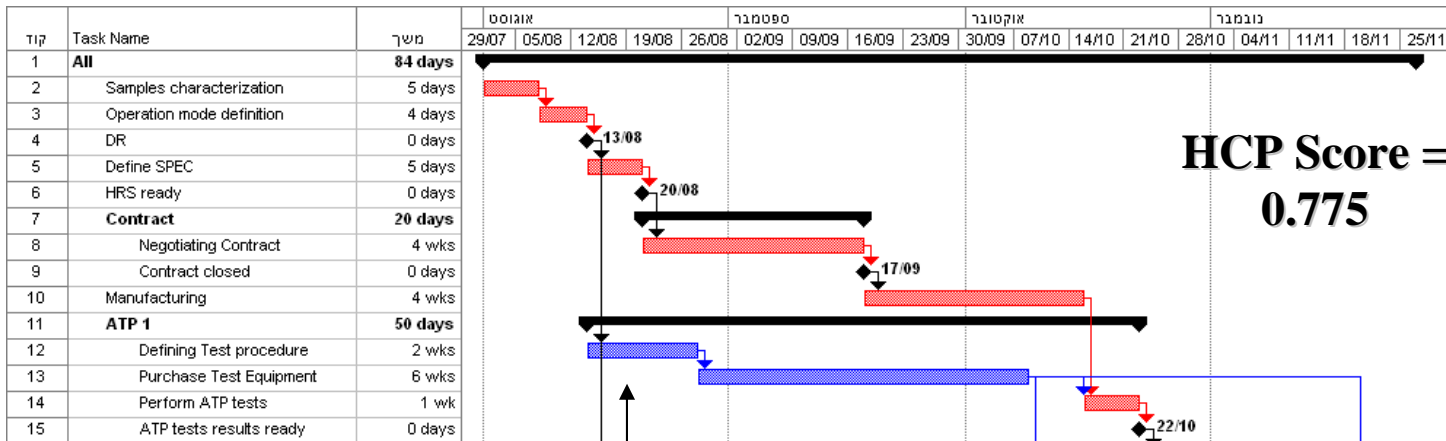 אוגוסט ספטמבר אוקטובר נובמבר
קוד Task Name משך 29/07 05/08 12/08 19/08 26/08 02/09 09/09 16/09 23/09 30/09 07/10 14/10 21/10 28/10 04/11 11/11 18/11 25/11
1 All 84 days
2 Samples characterization 5 days
3 Operation mode definition 4 days
4 DR 0 days 13/08
5 Define SPEC 5 days
6 HRS ready 0 days 20/08
7 Contract 20 days
8 Negotiating Contract 4 wks
9 Contract closed 0 days 17/09
10 Manufacturing 4 wks
11 ATP 1 50 days
12 Defining Test procedure 2 wks
13 Purchase Test Equipment 6 wks
14 Perform ATP tests 1 wk
15 ATP tests results ready 0 days 22/10
HCP Score =
0.775